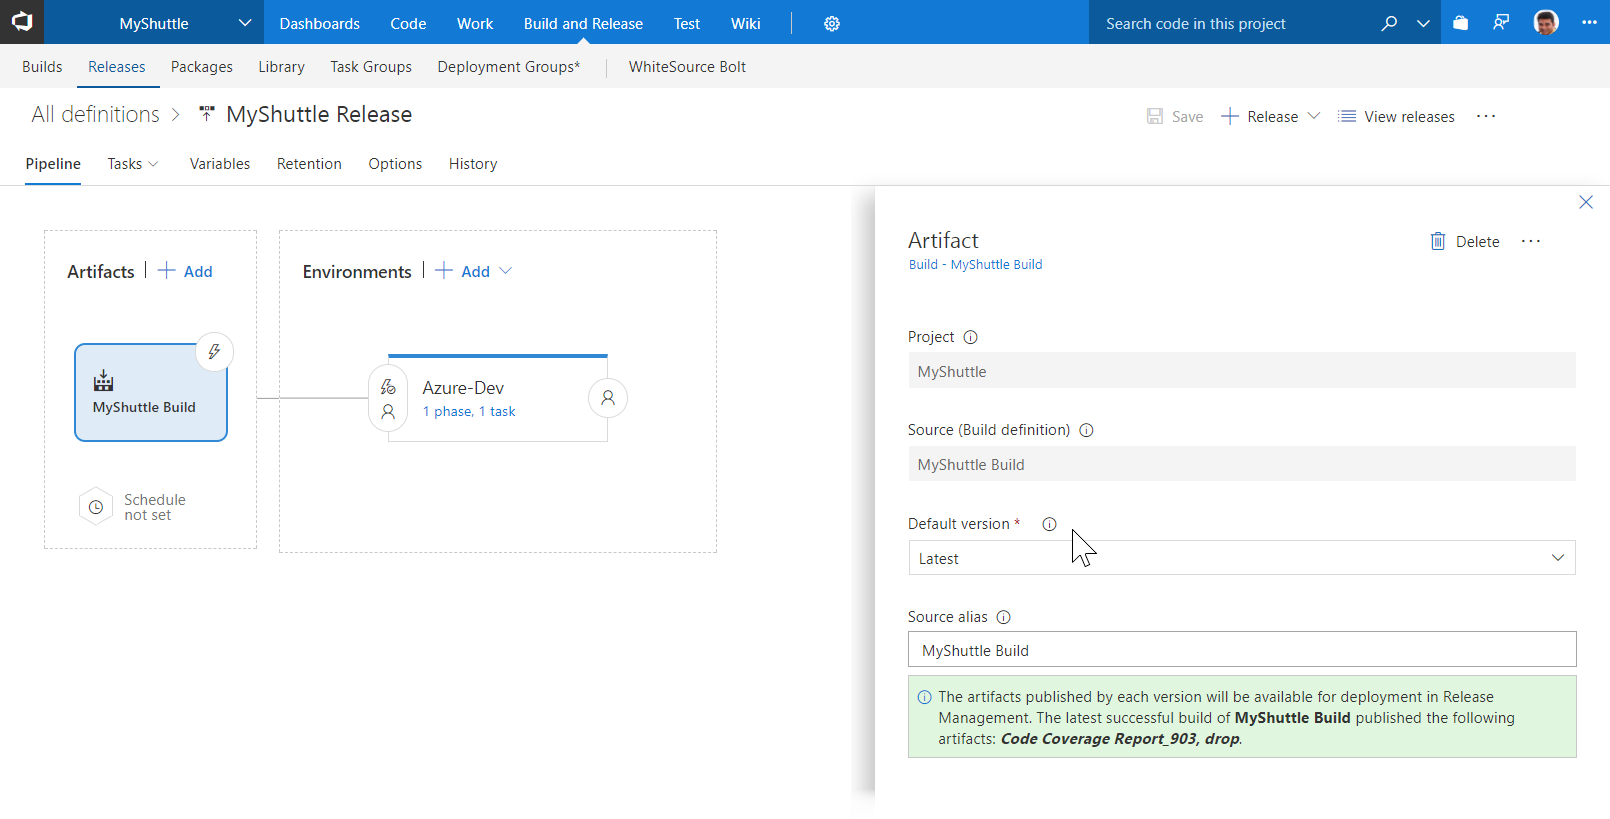 MyShuttle
Dashboards Code Work Build and Release Test Wiki
Search code in this project
Builds Releases Packages Library Task Groups Deployment Groups* WhiteSource Bolt
All definitions > MyShuttle Release
Save Release View releases ...
Pipeline Tasks Variables Retention Options History
Artifacts | + Add
Environments | + Add
MyShuttle Build
Schedule
not set
Azure-Dev
1 phase, 1 task
Artifact
Build - MyShuttle Build
Delete ...
Project
MyShuttle
Source (Build definition)
MyShuttle Build
Default version *
Latest
Source alias
MyShuttle Build
The artifacts published by each version will be available for deployment in Release
Management. The latest successful build of MyShuttle Build published the following
artifacts: Code Coverage Report_903, drop.